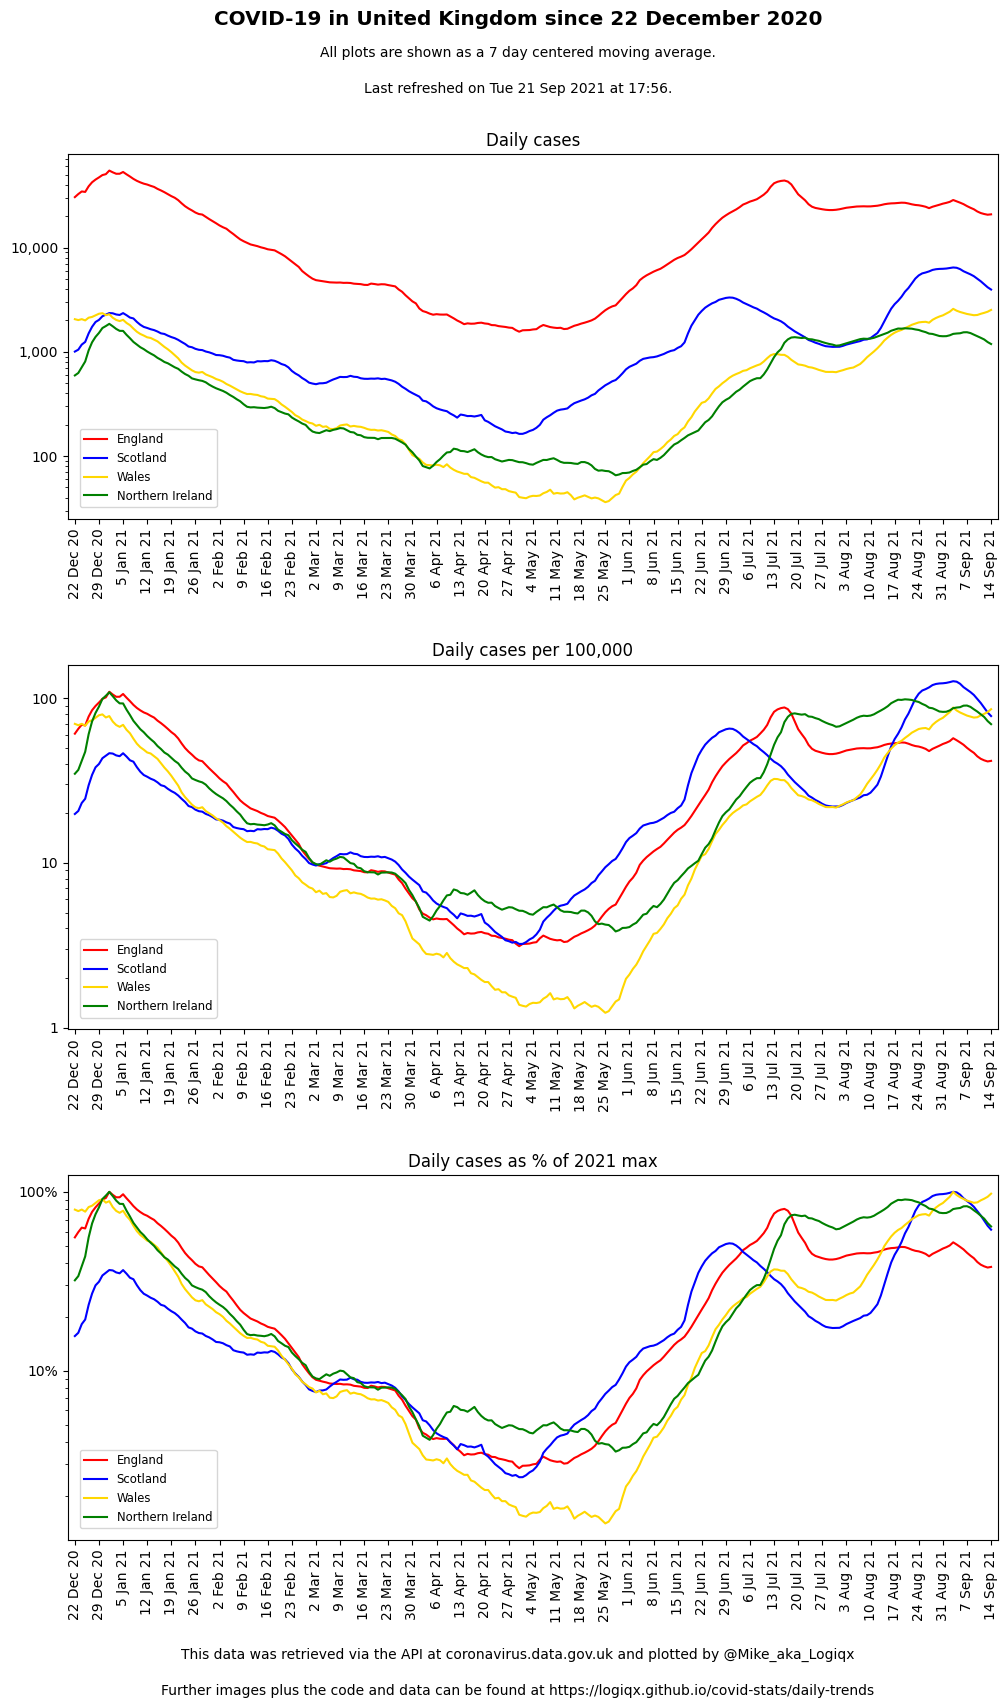 COVID-19 in United Kingdom since 22 December 2020
All plots are shown as a 7 day centered moving average.
Last refreshed on Tue 21 Sep 2021 at 17:56.
Daily cases
10,000
1,000
100
England
Scotland
Wales
Northern Ireland
22 Dec 20
29 Dec 20
5 Jan 21
12 Jan 21
19 Jan 21
26 Jan 21
2 Feb 21
9 Feb 21
16 Feb 21
23 Feb 21
2 Mar 21
9 Mar 21
16 Mar 21
23 Mar 21
30 Mar 21
6 Apr 21
13 Apr 21
20 Apr 21
27 Apr 21
4 May 21
11 May 21
18 May 21
25 May 21
1 Jun 21
8 Jun 21
15 Jun 21
22 Jun 21
29 Jun 21
6 Jul 21
13 Jul 21
20 Jul 21
27 Jul 21
3 Aug 21
10 Aug 21
17 Aug 21
24 Aug 21
31 Aug 21
7 Sep 21
14 Sep 21
Daily cases per 100,000
100
10
1
England
Scotland
Wales
Northern Ireland
22 Dec 20
29 Dec 20
5 Jan 21
12 Jan 21
19 Jan 21
26 Jan 21
2 Feb 21
9 Feb 21
16 Feb 21
23 Feb 21
2 Mar 21
9 Mar 21
16 Mar 21
23 Mar 21
30 Mar 21
6 Apr 21
13 Apr 21
20 Apr 21
27 Apr 21
4 May 21
11 May 21
18 May 21
25 May 21
1 Jun 21
8 Jun 21
15 Jun 21
22 Jun 21
29 Jun 21
6 Jul 21
13 Jul 21
20 Jul 21
27 Jul 21
3 Aug 21
10 Aug 21
17 Aug 21
24 Aug 21
31 Aug 21
7 Sep 21
14 Sep 21
Daily cases as % of 2021 max
100%
10%
England
Scotland
Wales
Northern Ireland
22 Dec 20
29 Dec 20
5 Jan 21
12 Jan 21
19 Jan 21
26 Jan 21
2 Feb 21
9 Feb 21
16 Feb 21
23 Feb 21
2 Mar 21
9 Mar 21
16 Mar 21
23 Mar 21
30 Mar 21
6 Apr 21
13 Apr 21
20 Apr 21
27 Apr 21
4 May 21
11 May 21
18 May 21
25 May 21
1 Jun 21
8 Jun 21
15 Jun 21
22 Jun 21
29 Jun 21
6 Jul 21
13 Jul 21
20 Jul 21
27 Jul 21
3 Aug 21
10 Aug 21
17 Aug 21
24 Aug 21
31 Aug 21
7 Sep 21
14 Sep 21
This data was retrieved via the API at coronavirus.data.gov.uk and plotted by @Mike_aka_Logiqx
Further images plus the code and data can be found at https://logiqx.github.io/covid-stats/daily-trends